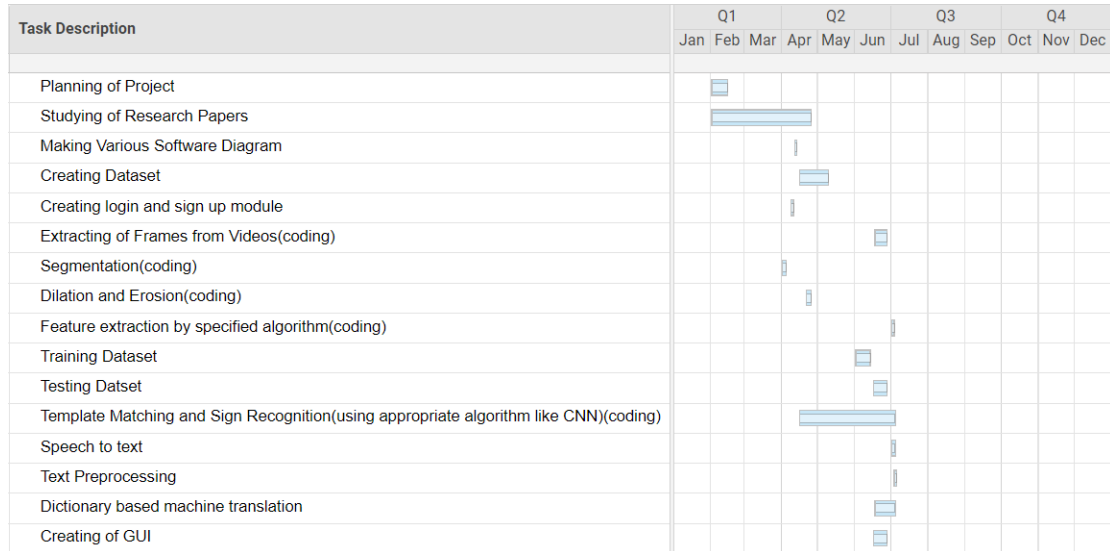 Task Description
Q1 Q2 Q3 Q4
Jan Feb Mar Apr May Jun Jul Aug Sep Oct Nov Dec
Planning of Project
Studying of Research Papers
Making Various Software Diagram
Creating Dataset
Creating login and sign up module
Extracting of Frames from Videos(coding)
Segmentation(coding)
Dilation and Erosion(coding)
Feature extraction by specified algorithm(coding)
Training Dataset
Testing Datset
Template Matching and Sign Recognition(using appropriate algorithm like CNN)(coding)
Speech to text
Text Preprocessing
Dictionary based machine translation
Creating of GUI